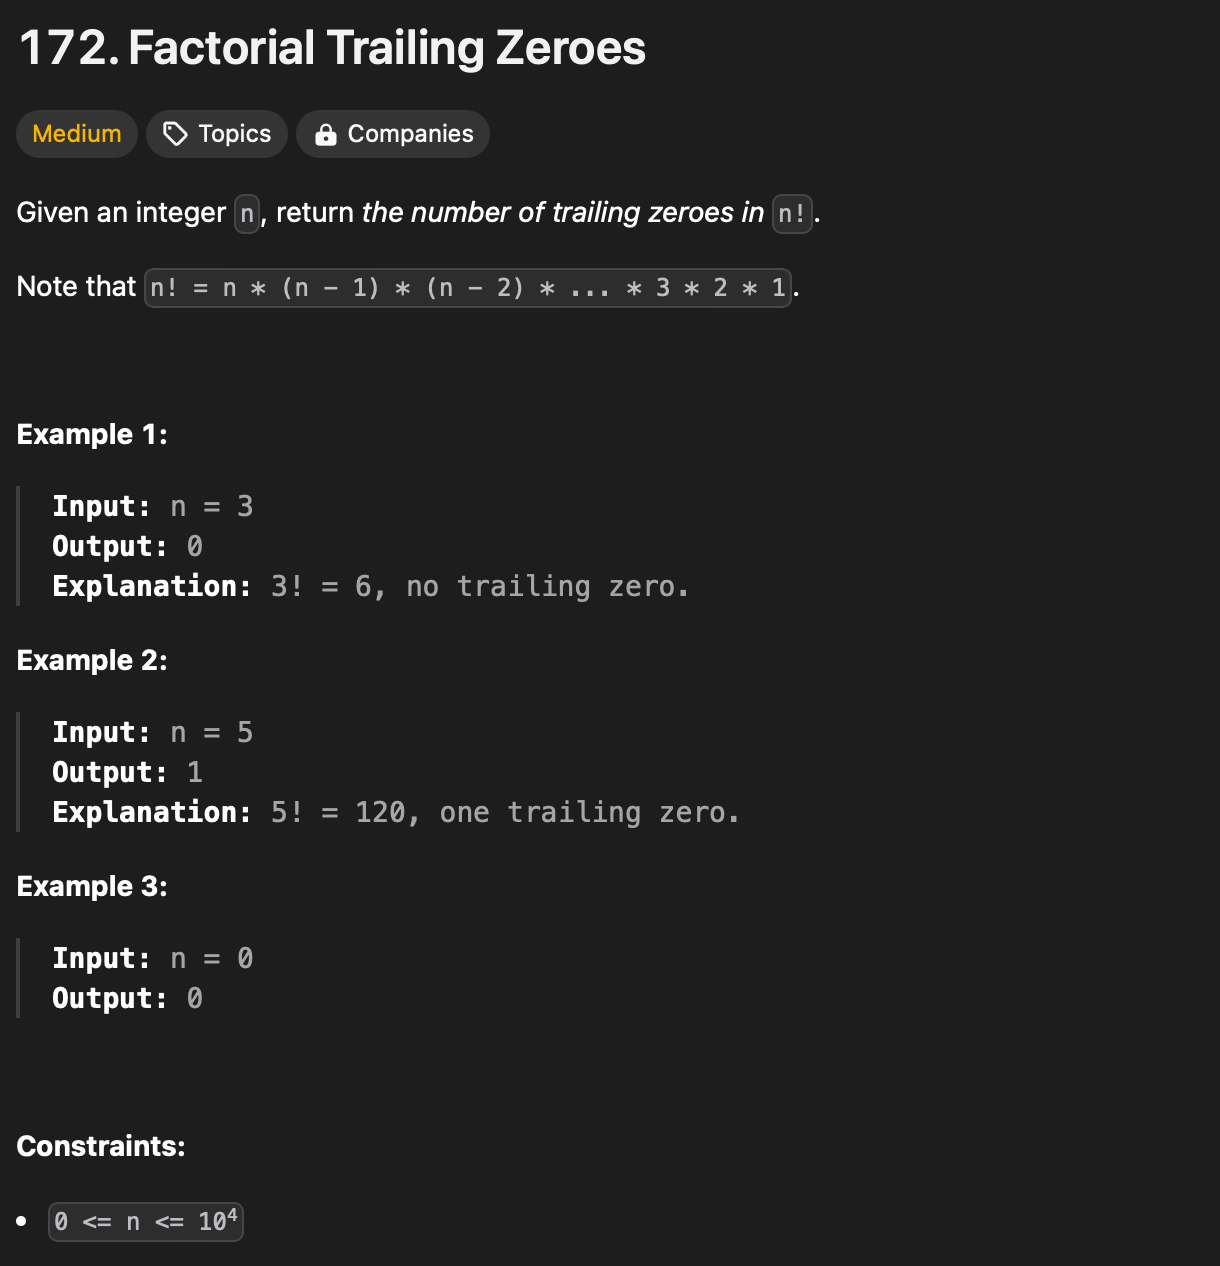 172. Factorial Trailing Zeroes
Medium Topics Companies
Given an integer n, return the number of trailing zeroes in n!.
Note that n! = n * (n - 1) * (n - 2) * ... * 3 * 2 * 1.
Example 1:
Input: n = 3
Output: 0
Explanation: 3! = 6, no trailing zero.
Example 2:
Input: n = 5
Output: 1
Explanation: 5! = 120, one trailing zero.
Example 3:
Input: n = 0
Output: 0
Constraints:
• 0 <= n <= 10⁴